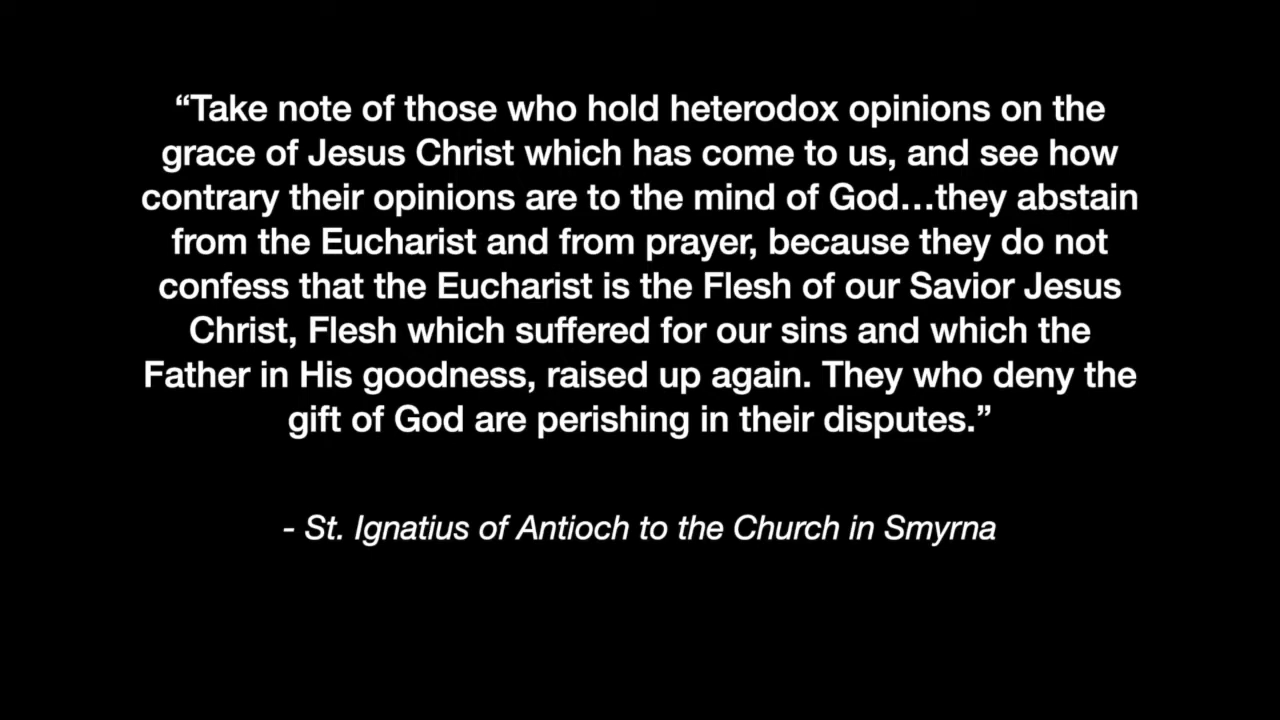 “Take note of those who hold heterodox opinions on the
grace of Jesus Christ which has come to us, and see how
contrary their opinions are to the mind of God…they abstain
from the Eucharist and from prayer, because they do not
confess that the Eucharist is the Flesh of our Savior Jesus
Christ, Flesh which suffered for our sins and which the
Father in His goodness, raised up again. They who deny the
gift of God are perishing in their disputes.”
- St. Ignatius of Antioch to the Church in Smyrna